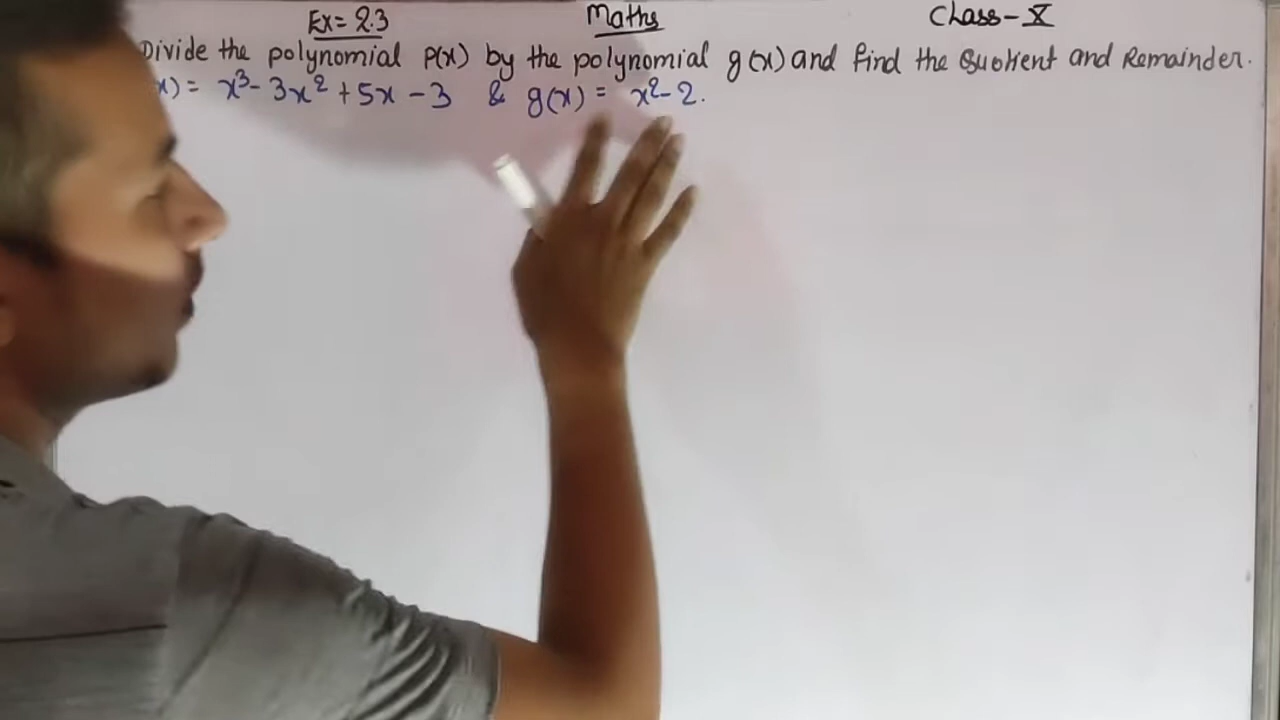 Ex = 2.3 Maths Class - X
Divide the polynomial P(x) by the polynomial g(x) and find the Quotient and Remainder.
x) = x³ - 3x² + 5x - 3 & g(x) = x² - 2.